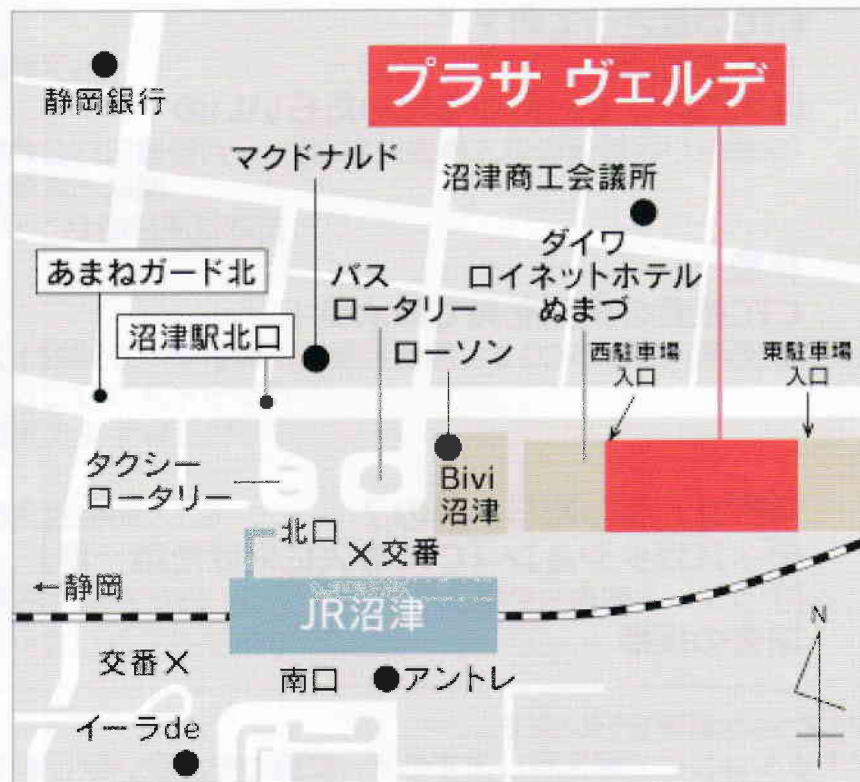 プラサ ヴェルデ
静岡銀行
マクドナルド
沼津商工会議所
あまねガード北
バス
ロータリー
ダイワ
ロイネットホテル
ぬまづ
沼津駅北口
ローソン
西駐車場
入口
東駐車場
入口
タクシー
ロータリー
Bivi
沼津
北口
交番
←静岡
JR沼津
N
交番
南口
アントレ
イーラde